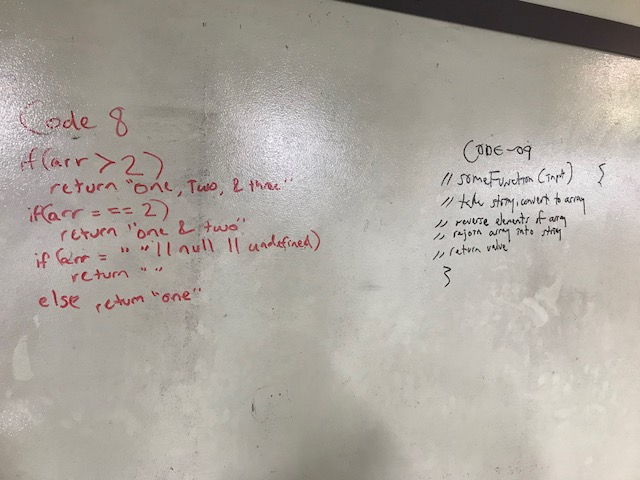 Code 8
if(arr > 2)
return "one, Two, & three"
if(arr = == 2)
return "one & two"
if (arr = " " || null || undefined)
return " "
else return "one"
CODE-09
// someFunction(input) {
// take string, convert to array
// reverse elements of array
// rejoin array into string
// return value
}